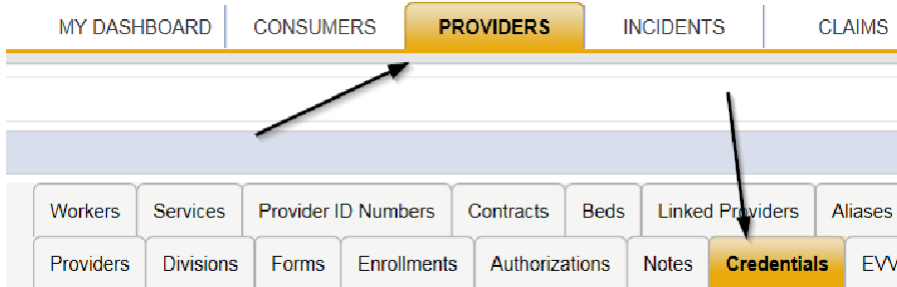 MY DASHBOARD CONSUMERS PROVIDERS INCIDENTS CLAIMS
Workers Services Provider ID Numbers Contracts Beds Linked Providers Aliases
Providers Divisions Forms Enrollments Authorizations Notes Credentials